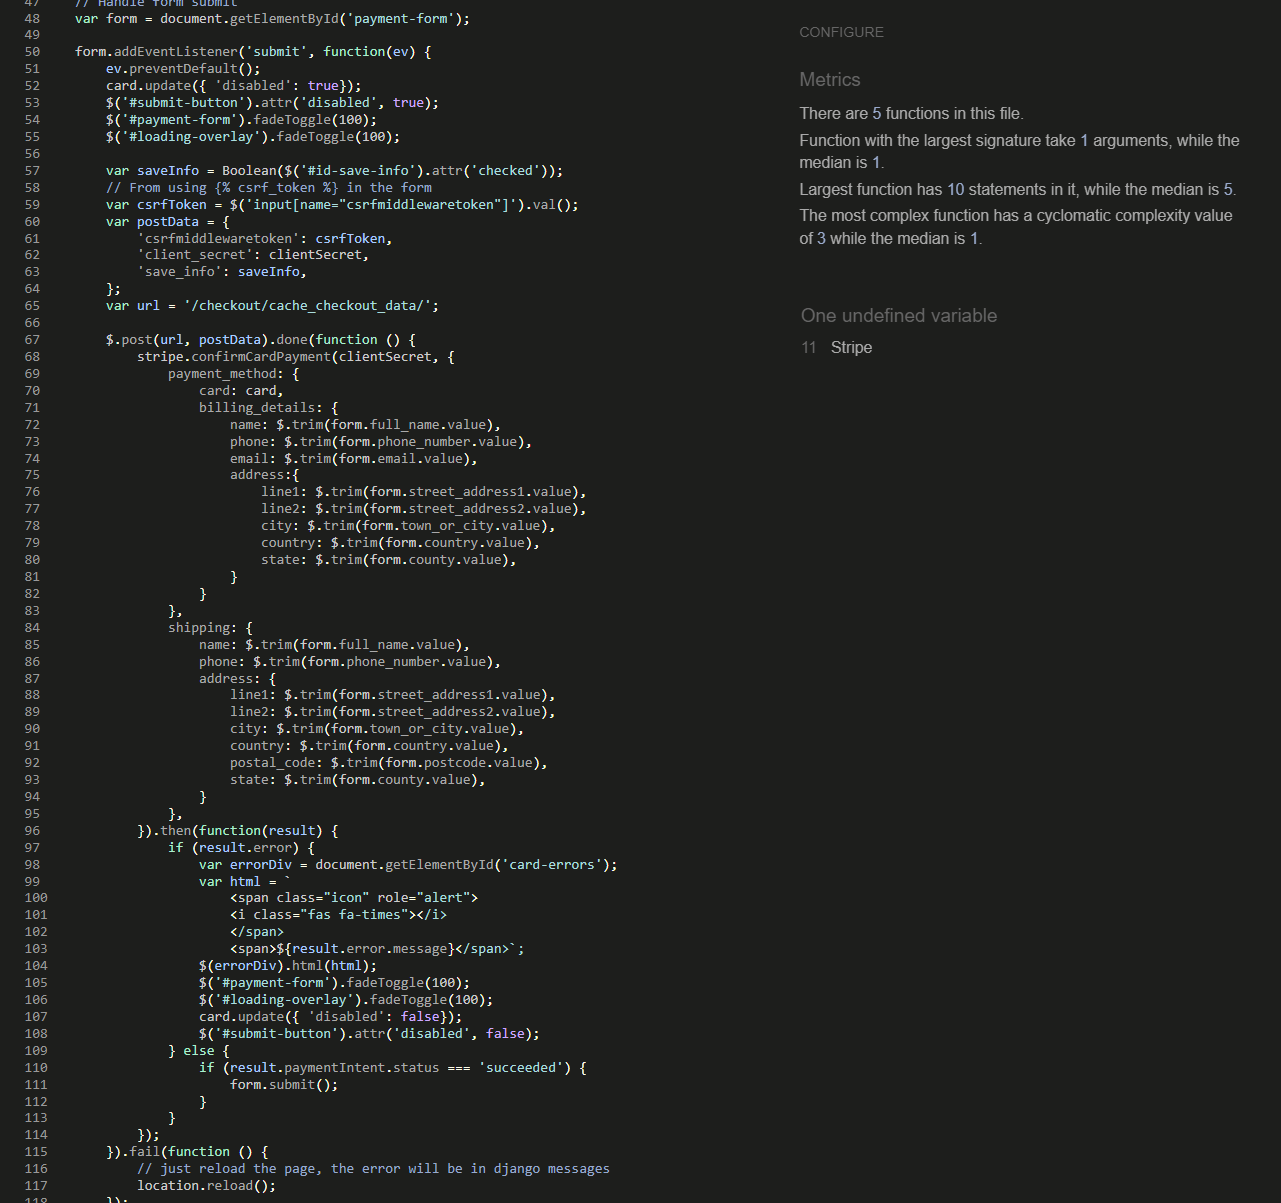 47 // Handle form submit
48 var form = document.getElementById('payment-form');
49
50 form.addEventListener('submit', function(ev) {
51 ev.preventDefault();
52 card.update({ 'disabled': true});
53 $('#submit-button').attr('disabled', true);
54 $('#payment-form').fadeToggle(100);
55 $('#loading-overlay').fadeToggle(100);
56
57 var saveInfo = Boolean($('#id-save-info').attr('checked'));
58 // From using {% csrf_token %} in the form
59 var csrfToken = $('input[name="csrfmiddlewaretoken"]').val();
60 var postData = {
61 'csrfmiddlewaretoken': csrfToken,
62 'client_secret': clientSecret,
63 'save_info': saveInfo,
64 };
65 var url = '/checkout/cache_checkout_data/';
66
67 $.post(url, postData).done(function () {
68 stripe.confirmCardPayment(clientSecret, {
69 payment_method: {
70 card: card,
71 billing_details: {
72 name: $.trim(form.full_name.value),
73 phone: $.trim(form.phone_number.value),
74 email: $.trim(form.email.value),
75 address:{
76 line1: $.trim(form.street_address1.value),
77 line2: $.trim(form.street_address2.value),
78 city: $.trim(form.town_or_city.value),
79 country: $.trim(form.country.value),
80 state: $.trim(form.county.value),
81 }
82 }
83 },
84 shipping: {
85 name: $.trim(form.full_name.value),
86 phone: $.trim(form.phone_number.value),
87 address: {
88 line1: $.trim(form.street_address1.value),
89 line2: $.trim(form.street_address2.value),
90 city: $.trim(form.town_or_city.value),
91 country: $.trim(form.country.value),
92 postal_code: $.trim(form.postcode.value),
93 state: $.trim(form.county.value),
94 }
95 },
96 }).then(function(result) {
97 if (result.error) {
98 var errorDiv = document.getElementById('card-errors');
99 var html = `
100 <span class="icon" role="alert">
101 <i class="fas fa-times"></i>
102 </span>
103 <span>${result.error.message}</span>`;
104 $(errorDiv).html(html);
105 $('#payment-form').fadeToggle(100);
106 $('#loading-overlay').fadeToggle(100);
107 card.update({ 'disabled': false});
108 $('#submit-button').attr('disabled', false);
109 } else {
110 if (result.paymentIntent.status === 'succeeded') {
111 form.submit();
112 }
113 }
114 });
115 }).fail(function () {
116 // just reload the page, the error will be in django messages
117 location.reload();
118 });
CONFIGURE
Metrics
There are 5 functions in this file.
Function with the largest signature take 1 arguments, while the
median is 1.
Largest function has 10 statements in it, while the median is 5.
The most complex function has a cyclomatic complexity value
of 3 while the median is 1.
One undefined variable
11 Stripe